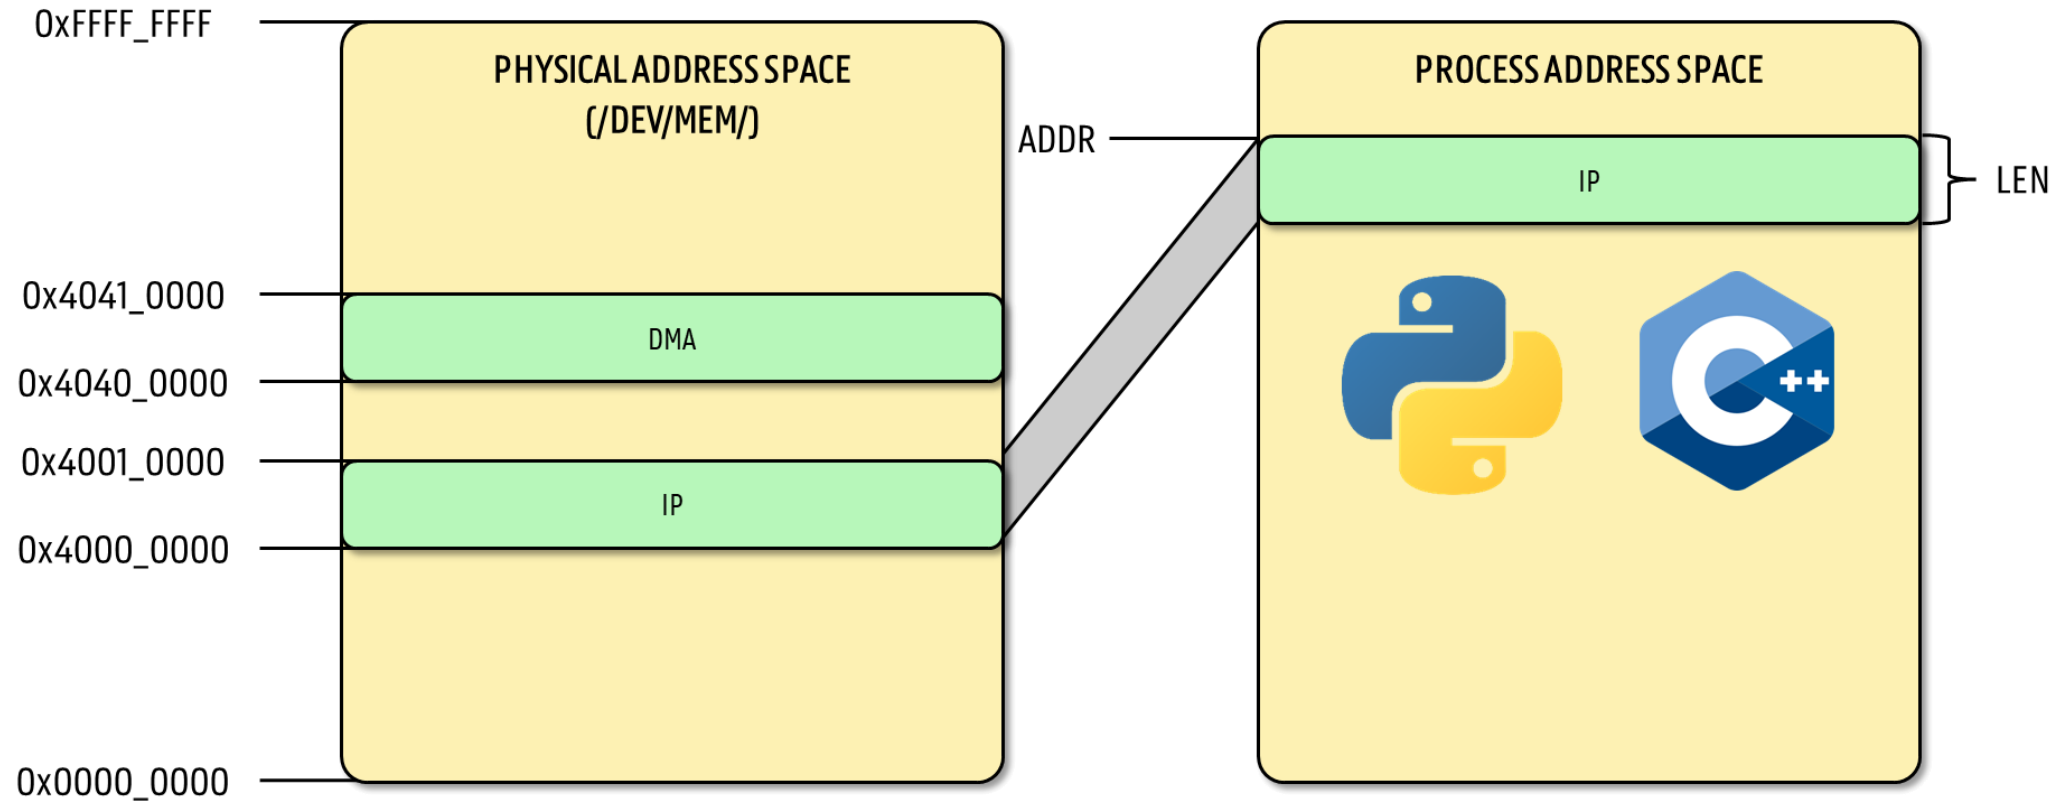 0xFFFF_FFFF
PHYSICAL ADDRESS SPACE
(/DEV/MEM/)
0x4041_0000
DMA
0x4040_0000
0x4001_0000
IP
0x4000_0000
0x0000_0000
PROCESS ADDRESS SPACE
ADDR
IP
LEN
C
++